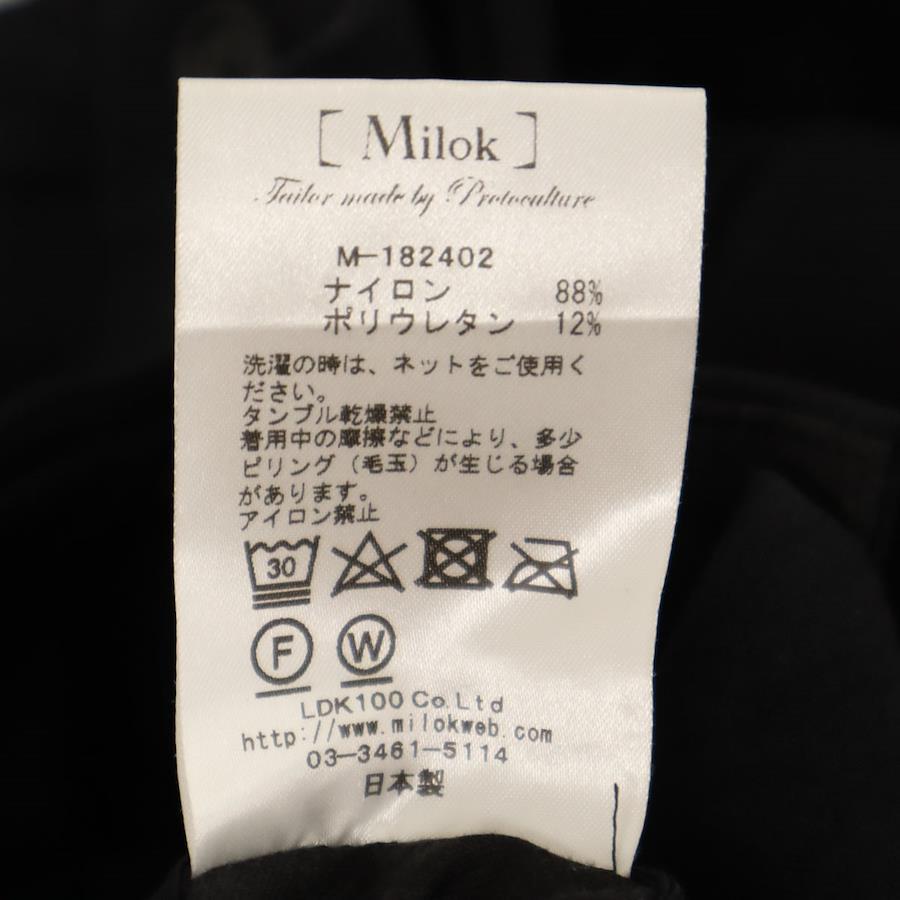 [ Milok ]
Tailor made by Protoculture
M-182402
ナイロン 88%
ポリウレタン 12%
洗濯の時は、ネットをご使用く
ださい。
タンブル乾燥禁止
着用中の摩擦などにより、多少
ピリング（毛玉）が生じる場合
があります。
アイロン禁止
30
F W
LDK100 Co.Ltd
http://www.milokweb.com
03-3461-5114
日本製